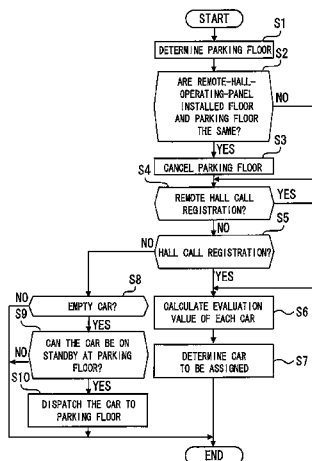 START
S1
DETERMINE PARKING FLOOR
S2
ARE REMOTE-HALL-
OPERATING-PANEL
INSTALLED FLOOR
AND PARKING FLOOR
THE SAME?
NO
YES
S3
CANCEL PARKING FLOOR
S4
REMOTE HALL CALL
REGISTRATION?
YES
NO
S5
HALL CALL REGISTRATION?
NO
YES
S8
EMPTY CAR?
NO
YES
S9
CAN THE CAR BE ON
STANDBY AT PARKING
FLOOR?
NO
YES
S10
DISPATCH THE CAR TO
PARKING FLOOR
CALCULATE EVALUATION
VALUE OF EACH CAR
S6
DETERMINE CAR
TO BE ASSIGNED
S7
END